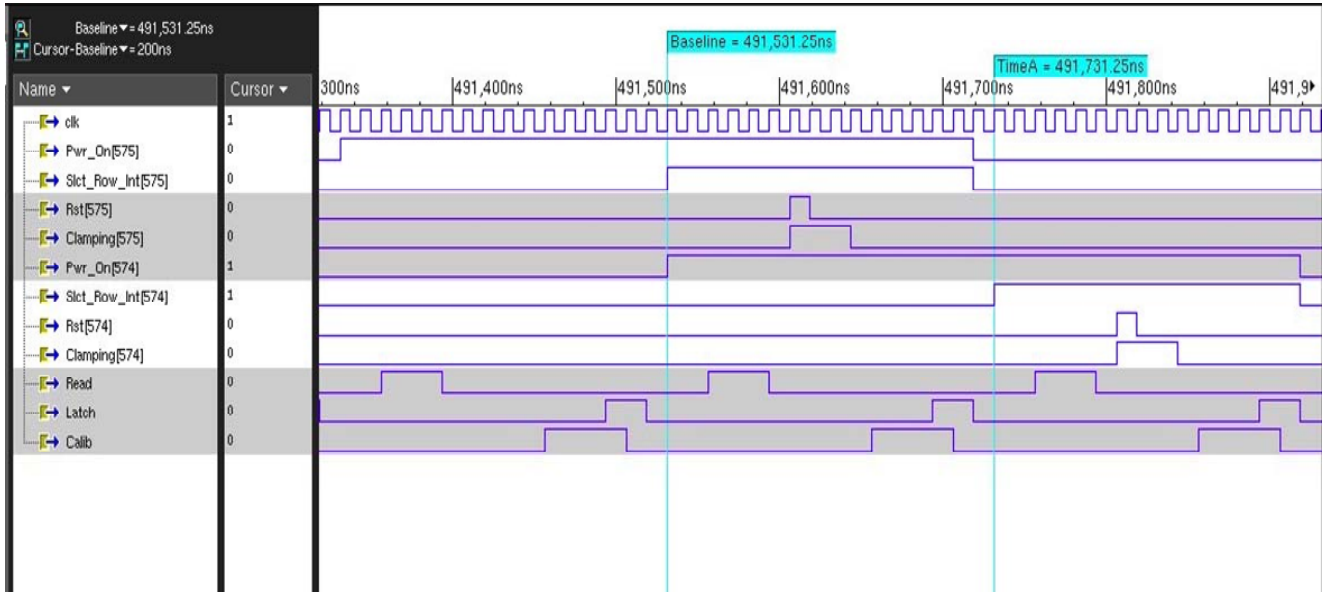 Baseline▼= 491,531.25ns
Cursor-Baseline▼= 200ns
Baseline = 491,531.25ns
TimeA = 491,731.25ns
Name ▼ Cursor ▼ 300ns 491,400ns 491,500ns 491,600ns 491,700ns 491,800ns 491,9
clk 1
Pwr_On[575] 0
Slct_Row_Int[575] 0
Rst[575] 0
Clamping[575] 0
Pwr_On[574] 1
Slct_Row_Int[574] 1
Rst[574] 0
Clamping[574] 0
Read 0
Latch 0
Calib 0